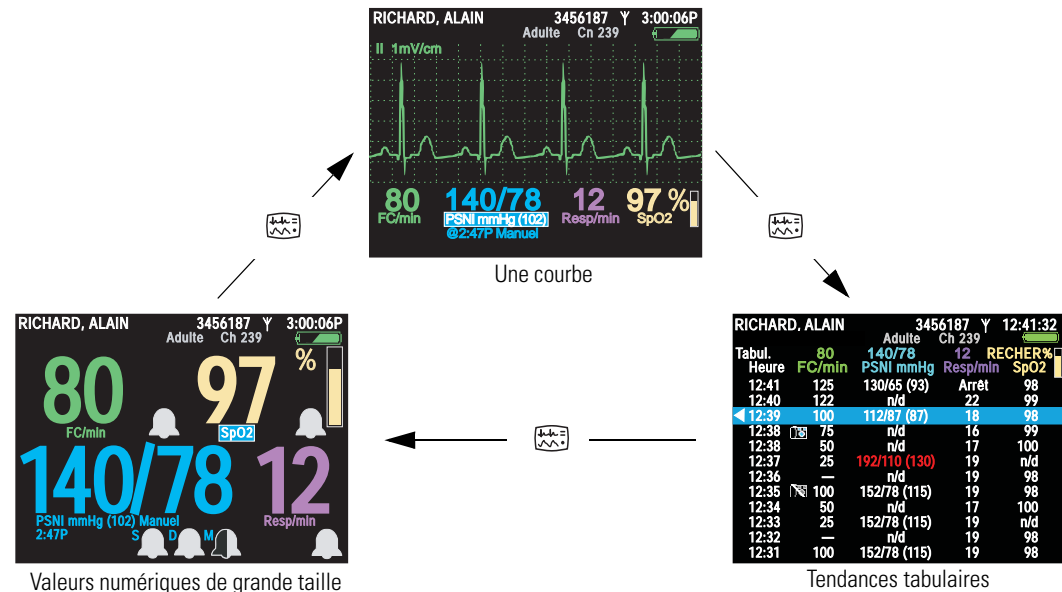 RICHARD, ALAIN 3456187 3:00:06P
Adulte Cn 239
II 1mV/cm
80 140/78 12 97 %
FC/min PSNI mmHg (102) Resp/min SpO2
@2:47P Manuel
Une courbe
RICHARD, ALAIN 3456187 3:00:06P
Adulte Ch 239
80 97 %
FC/min SpO2
140/78 12
PSNI mmHg (102) Manuel Resp/min
2:47P S D M
Valeurs numériques de grande taille
RICHARD, ALAIN 3456187 12:41:32
Adulte Ch 239
Tabul. 80 140/78 12 RECHER%
Heure FC/min PSNI mmHg Resp/min SpO2
12:41 125 130/65 (93) Arrêt 98
12:40 122 n/d 22 99
12:39 100 112/87 (87) 18 98
12:38 75 n/d 16 99
12:38 50 n/d 17 100
12:37 25 192/110 (130) 19 n/d
12:36 — n/d 19 98
12:35 100 152/78 (115) 19 98
12:34 50 n/d 17 100
12:33 25 152/78 (115) 19 n/d
12:32 — n/d 19 98
12:31 100 152/78 (115) 19 98
Tendances tabulaires